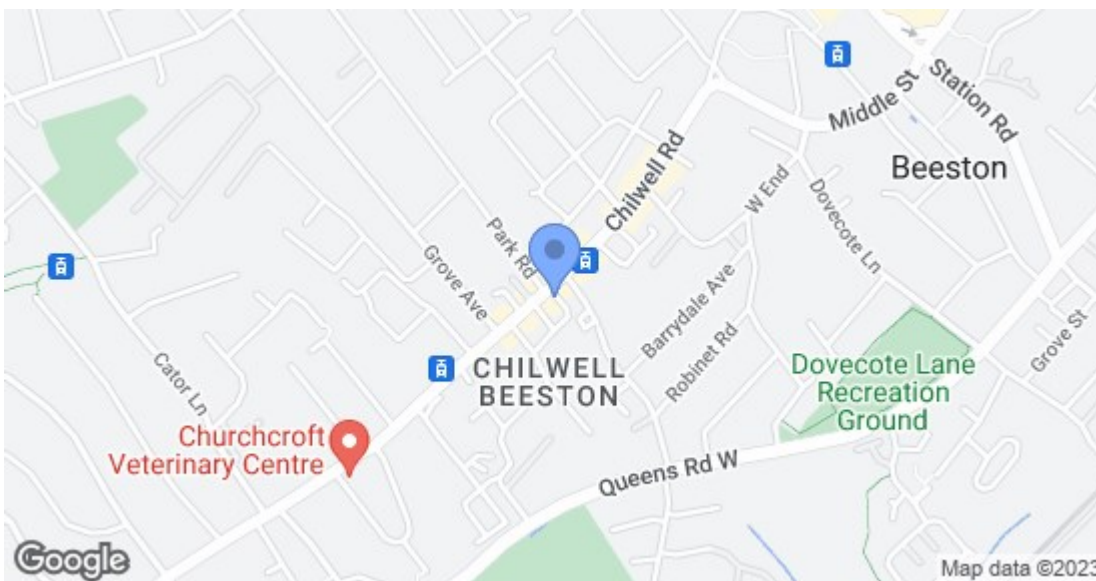 Station Rd
Middle St
Beeston
Chilwell Rd
W End
Dovecote Ln
Park Rd
Grove Ave
Barrydale Ave
Robinet Rd
Grove St
CHILWELL
BEESTON
Dovecote Lane
Recreation
Ground
Cator Ln
Churchcroft
Veterinary Centre
Queens Rd W
Google
Map data ©2023